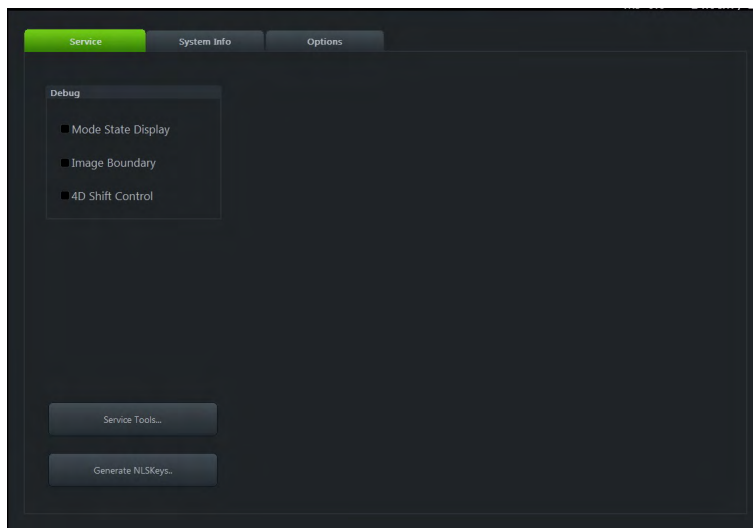 Service System Info Options
Debug
Mode State Display
Image Boundary
4D Shift Control
Service Tools...
Generate NLSKeys..